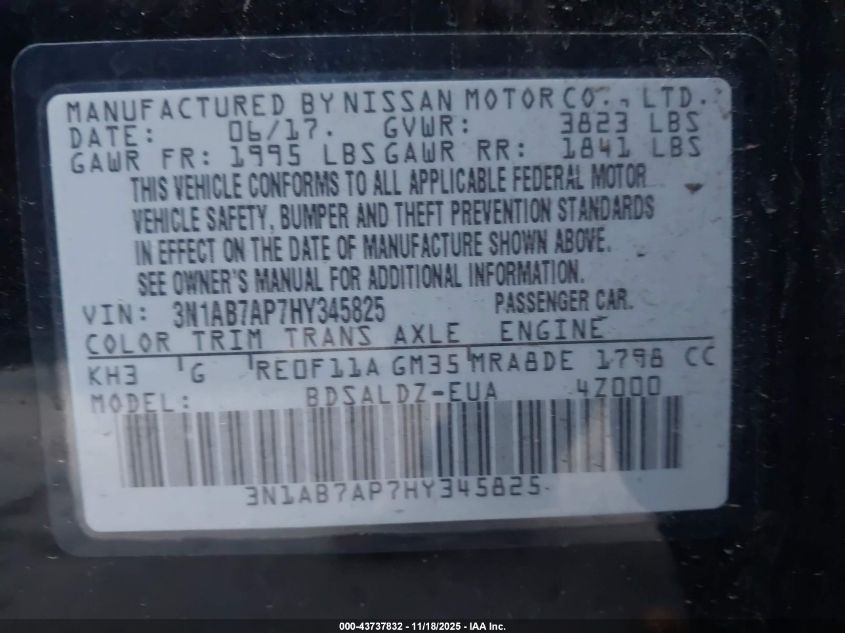 MANUFACTURED BY NISSAN MOTOR CO., LTD.
DATE: 06/17. GVWR: 3823 LBS
GAWR FR: 1995 LBS GAWR RR: 1841 LBS
THIS VEHICLE CONFORMS TO ALL APPLICABLE FEDERAL MOTOR
VEHICLE SAFETY, BUMPER AND THEFT PREVENTION STANDARDS
IN EFFECT ON THE DATE OF MANUFACTURE SHOWN ABOVE.
SEE OWNER'S MANUAL FOR ADDITIONAL INFORMATION.
VIN: 3N1AB7AP7HY345825 PASSENGER CAR.
COLOR TRIM TRANS AXLE ENGINE
KH3 G RE0F11A GM35 MRA8DE 1798 CC
MODEL: BDSALDZ-EUA 4Z000
3N1AB7AP7HY345825
000-43737832 - 11/18/2025 - IAA Inc.